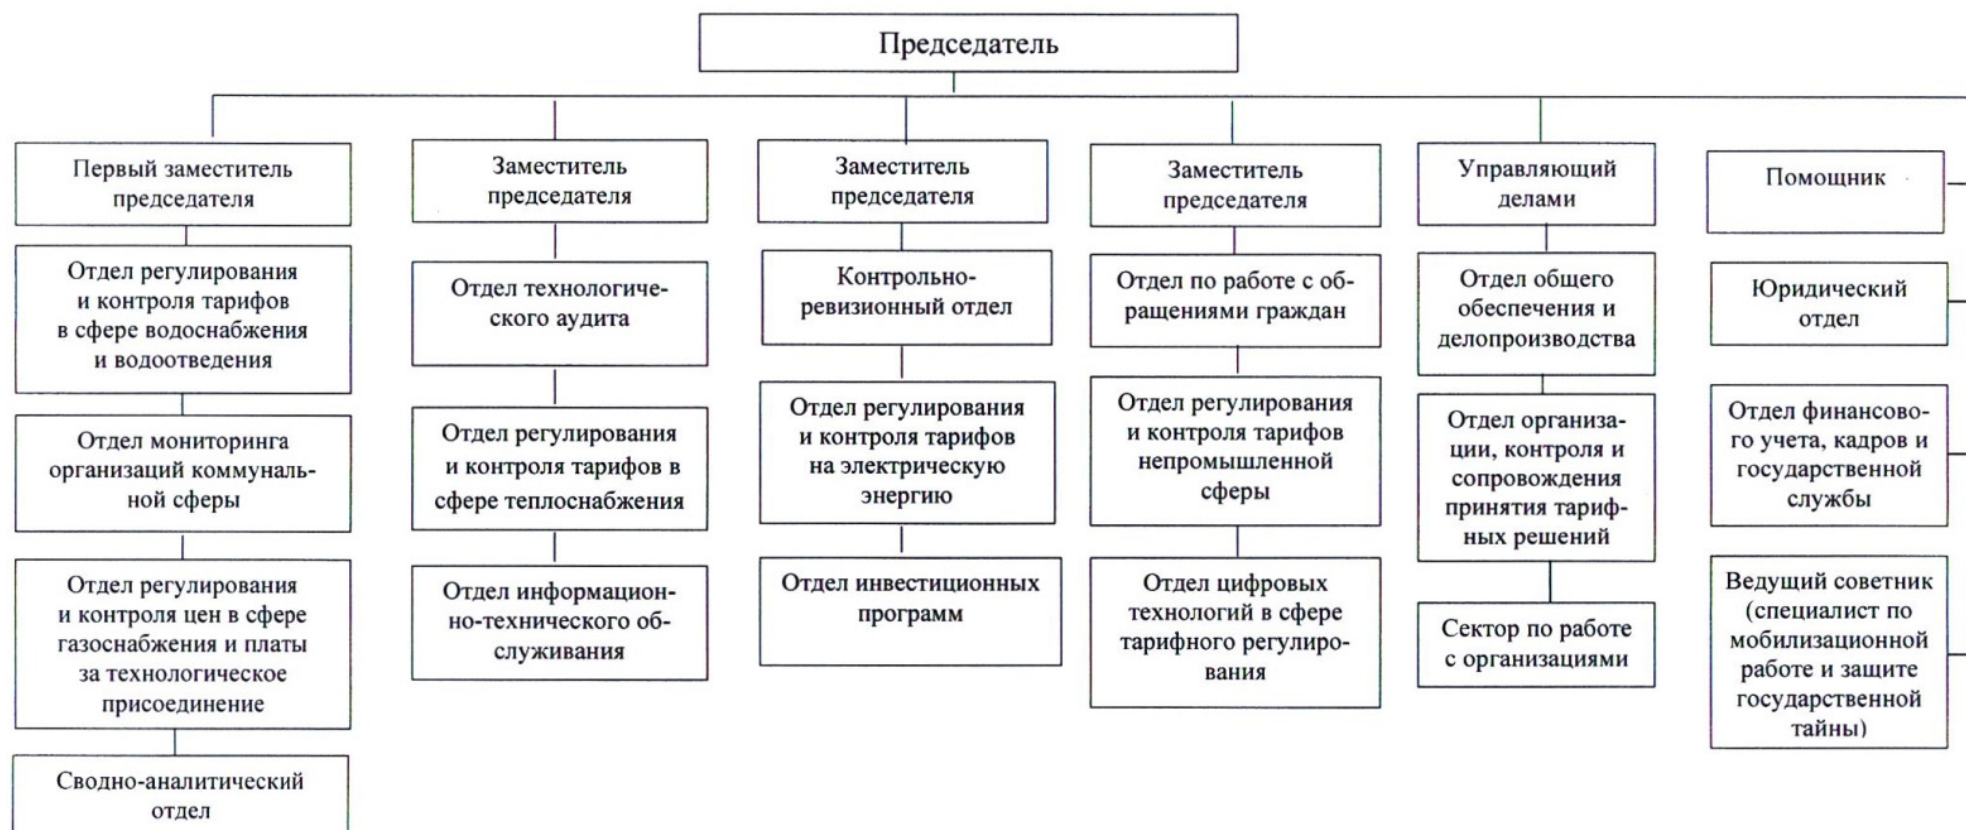 Председатель
Первый заместитель
председателя
Отдел регулирования
и контроля тарифов
в сфере водоснабжения
и водоотведения
Отдел мониторинга
организаций коммуналь-
ной сферы
Отдел регулирования
и контроля цен в сфере
газоснабжения и платы
за технологическое
присоединение
Сводно-аналитический
отдел
Заместитель
председателя
Отдел технологиче-
ского аудита
Отдел регулирования
и контроля тарифов в
сфере теплоснабжения
Отдел информацион-
но-технического об-
служивания
Заместитель
председателя
Контрольно-
ревизионный отдел
Отдел регулирования
и контроля тарифов
на электрическую
энергию
Отдел инвестиционных
программ
Заместитель
председателя
Отдел по работе с об-
ращениями граждан
Отдел регулирования
и контроля тарифов
непромышленной
сферы
Отдел цифровых
технологий в сфере
тарифного регулиро-
вания
Управляющий
делами
Отдел общего
обеспечения и
делопроизводства
Отдел организа-
ции, контроля и
сопровождения
принятия тариф-
ных решений
Сектор по работе
с организациями
Помощник
Юридический
отдел
Отдел финансово-
го учета, кадров и
государственной
службы
Ведущий советник
(специалист по
мобилизационной
работе и защите
государственной
тайны)